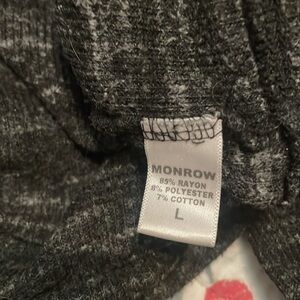 MONROW
85% RAYON
8% POLYESTER
7% COTTON
L